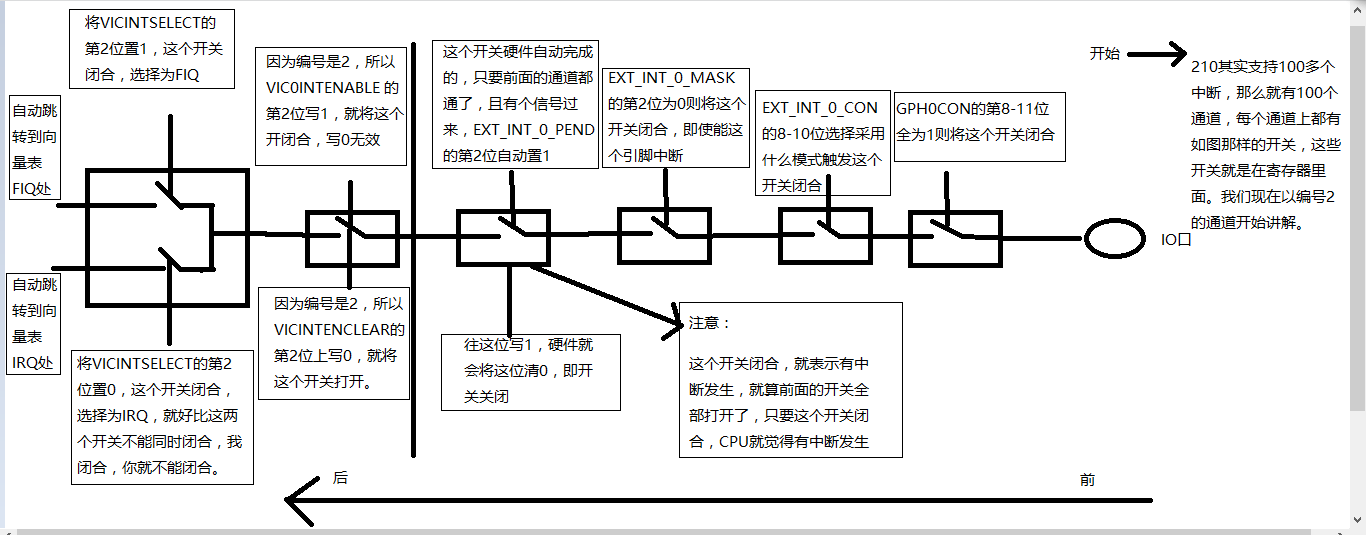 将VICINTSELECT的
第2位置1，这个开关
闭合，选择为FIQ
因为编号是2，所以
VIC0INTENABLE 的
第2位写1，就将这个
开闭合，写0无效
这个开关硬件自动完成
的，只要前面的通道都
通了，且有个信号过
来，EXT_INT_0_PEND
的第2位自动置1
EXT_INT_0_MASK
的第2位为0则将这个
开关闭合，即使能这
个引脚中断
EXT_INT_0_CON
的8-10位选择采用
什么模式触发这个
开关闭合
GPH0CON的第8-11位
全为1则将这个开关闭合
开始
210其实支持100多个
中断，那么就有100个
通道，每个通道上都有
如图那样的开关，这些
开关就是在寄存器里
面。我们现在以编号2
的通道开始讲解。
自动跳
转到向
量表
FIQ处
IO口
自动跳
转到向
量表
IRQ处
将VICINTSELECT的第2
位置0，这个开关闭合，
选择为IRQ，就好比这两
个开关不能同时闭合，我
闭合，你就不能闭合。
因为编号是2，所以
VICINTENCLEAR的
第2位上写0，就将
这个开关打开。
往这位写1，硬件就
会将这位清0，即开
关关闭
注意：
这个开关闭合，就表示有中
断发生，就算前面的开关全
部打开了，只要这个开关闭
合，CPU就觉得有中断发生
后
前